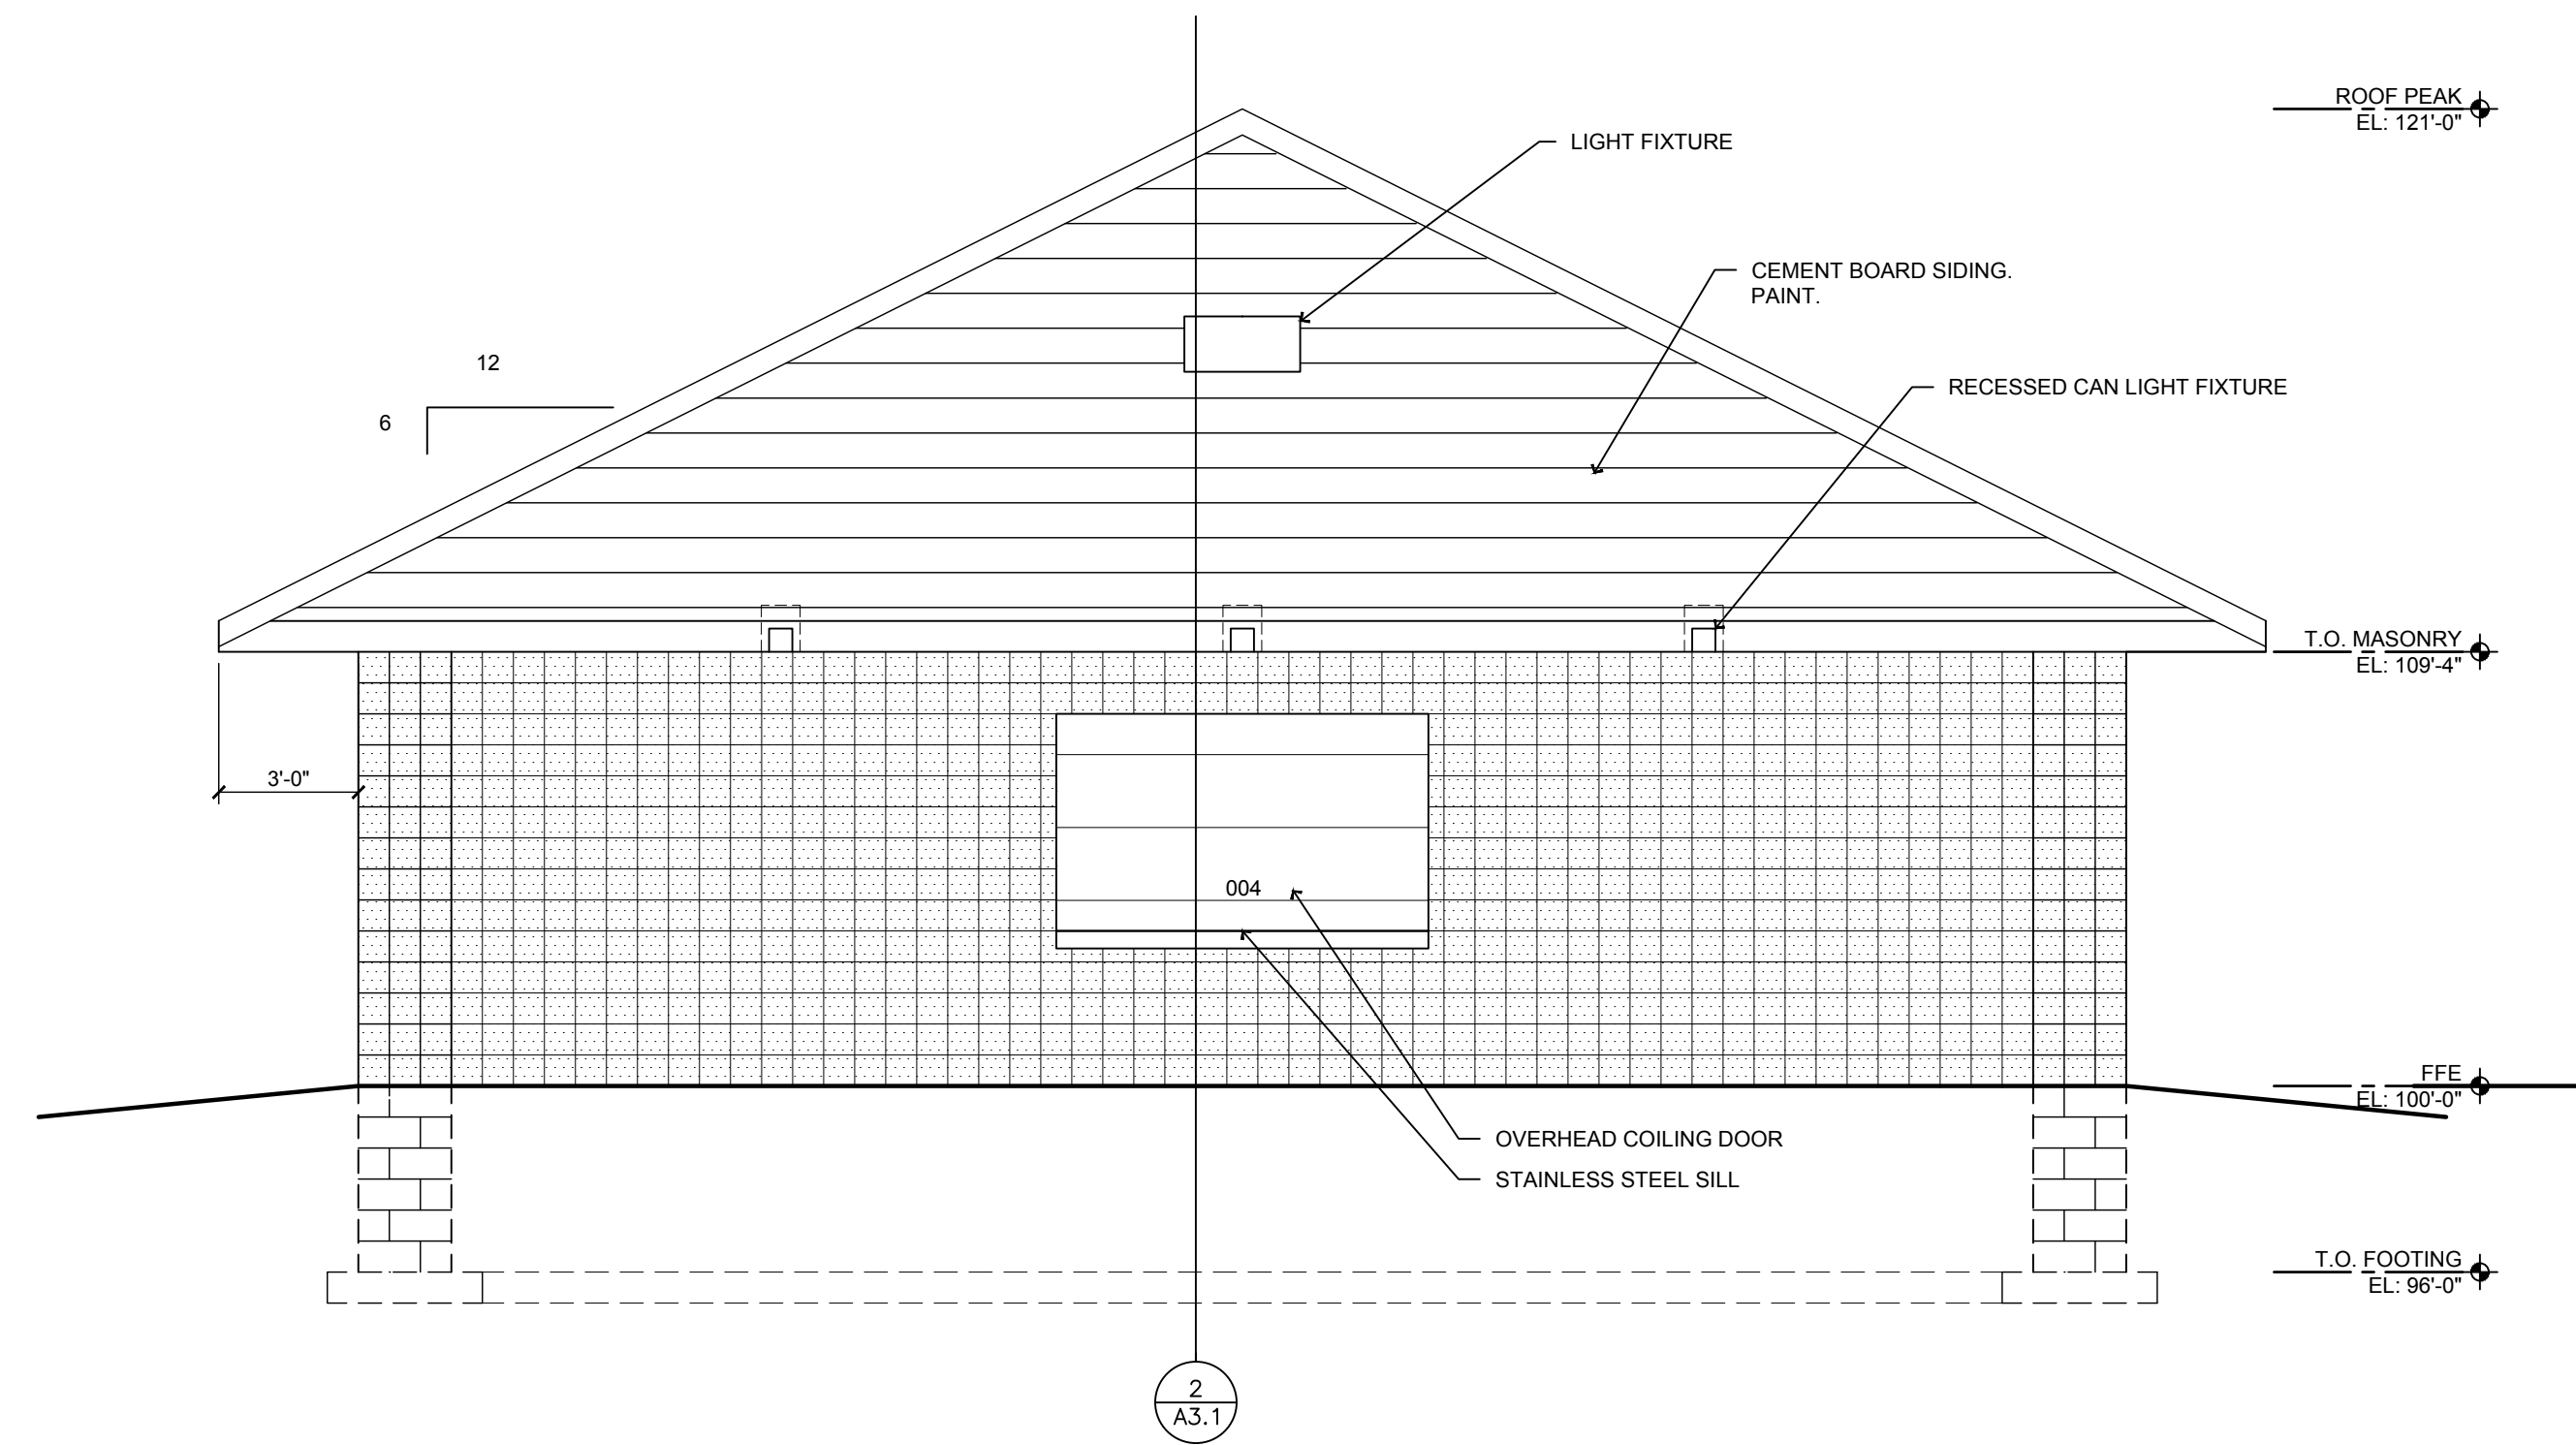 ROOF PEAK
EL: 121'-0"
LIGHT FIXTURE
CEMENT BOARD SIDING.
PAINT.
12
RECESSED CAN LIGHT FIXTURE
6
T.O. MASONRY
EL: 109'-4"
3'-0"
004
FFE
EL: 100'-0"
OVERHEAD COILING DOOR
STAINLESS STEEL SILL
T.O. FOOTING
EL: 96'-0"
2
A3.1